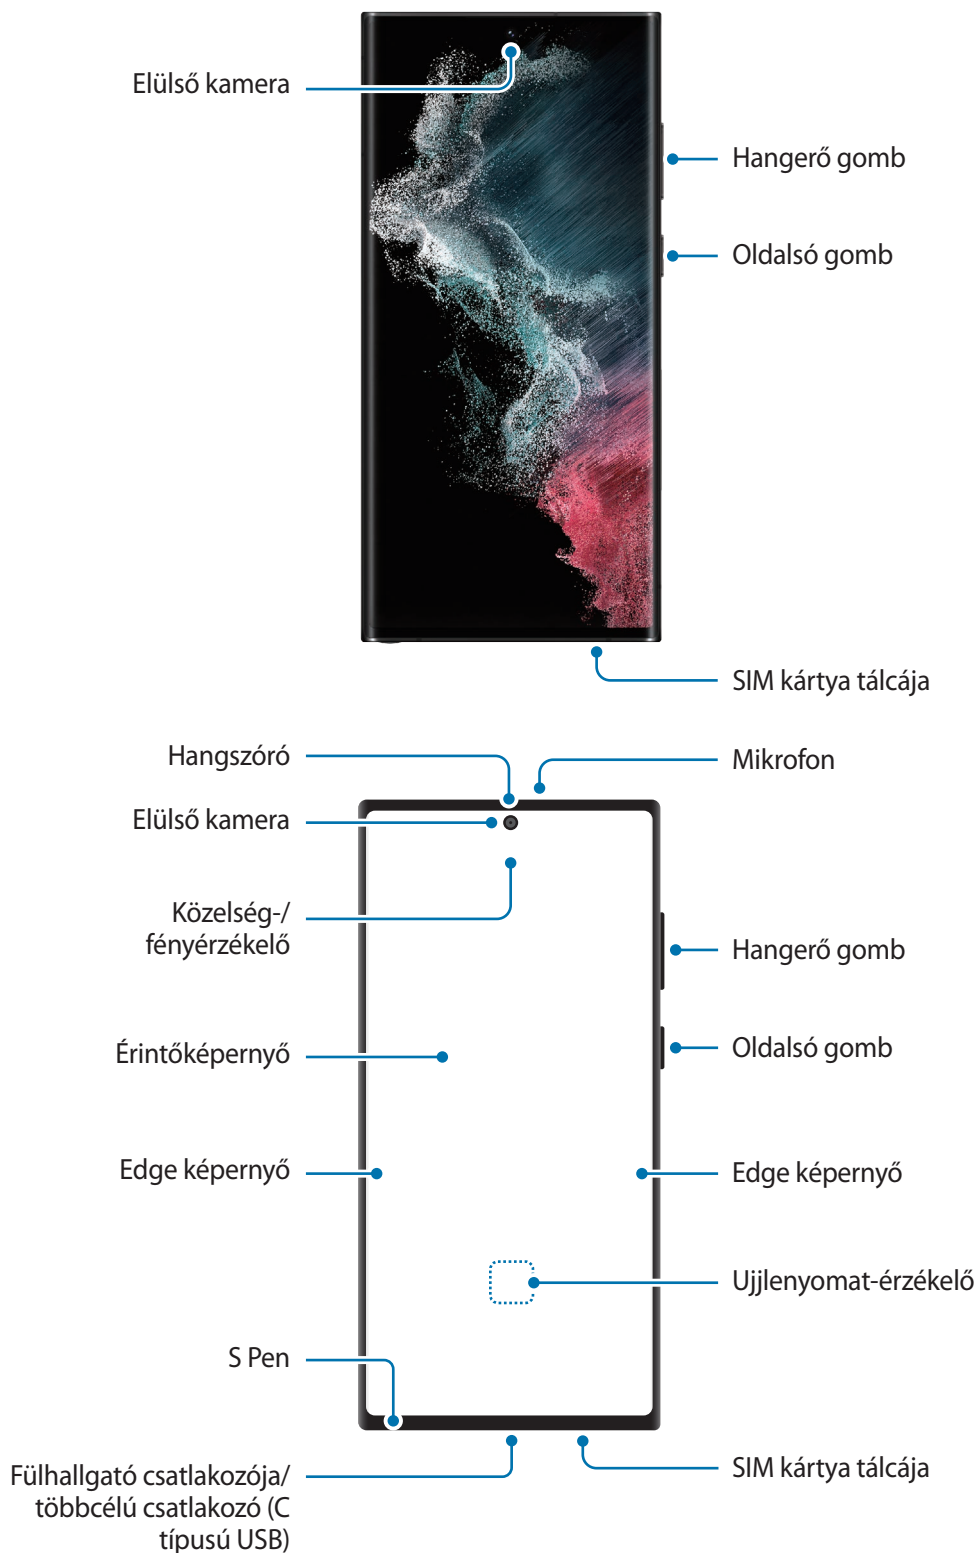 Elülső kamera
Hangerő gomb
Oldalsó gomb
SIM kártya tálcája
Hangszóró
Mikrofon
Elülső kamera
Közelség-/
fényérzékelő
Hangerő gomb
Érintőképernyő
Oldalsó gomb
Edge képernyő
Edge képernyő
Ujjlenyomat-érzékelő
S Pen
Fülhallgató csatlakozója/
többcélú csatlakozó (C
típusú USB)
SIM kártya tálcája